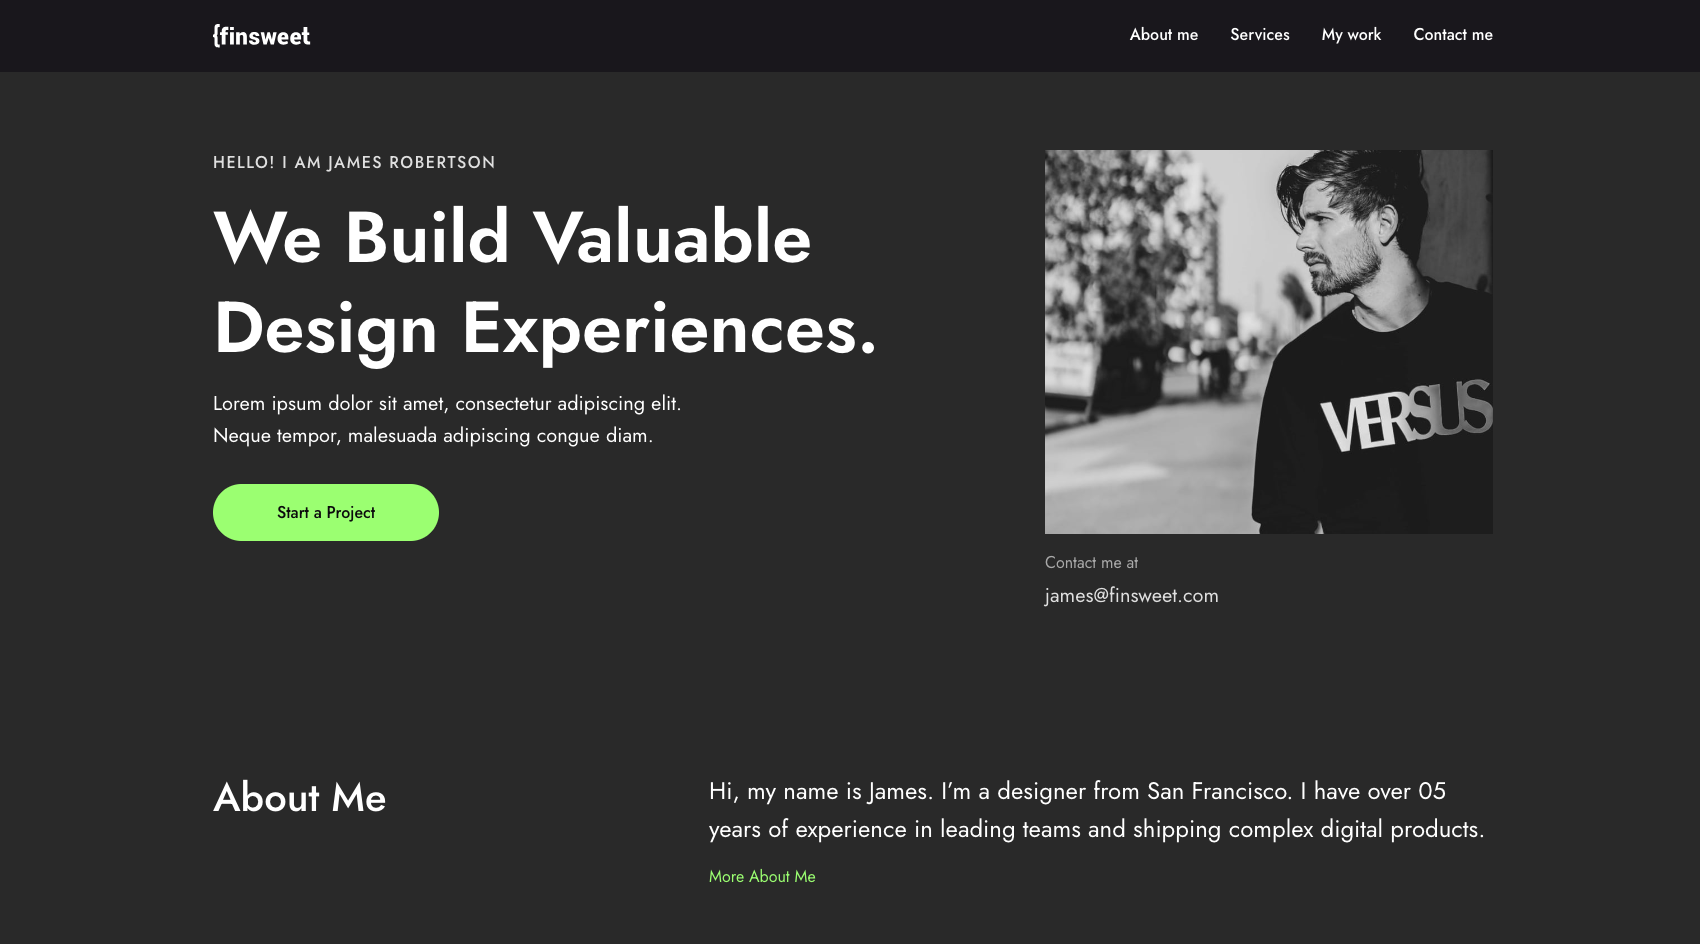 {finsweet
About me
Services
My work
Contact me
HELLO! I AM JAMES ROBERTSON
We Build Valuable
Design Experiences.
Lorem ipsum dolor sit amet, consectetur adipiscing elit.
Neque tempor, malesuada adipiscing congue diam.
Start a Project
VERSUS
Contact me at
james@finsweet.com
About Me
Hi, my name is James. I’m a designer from San Francisco. I have over 05
years of experience in leading teams and shipping complex digital products.
More About Me